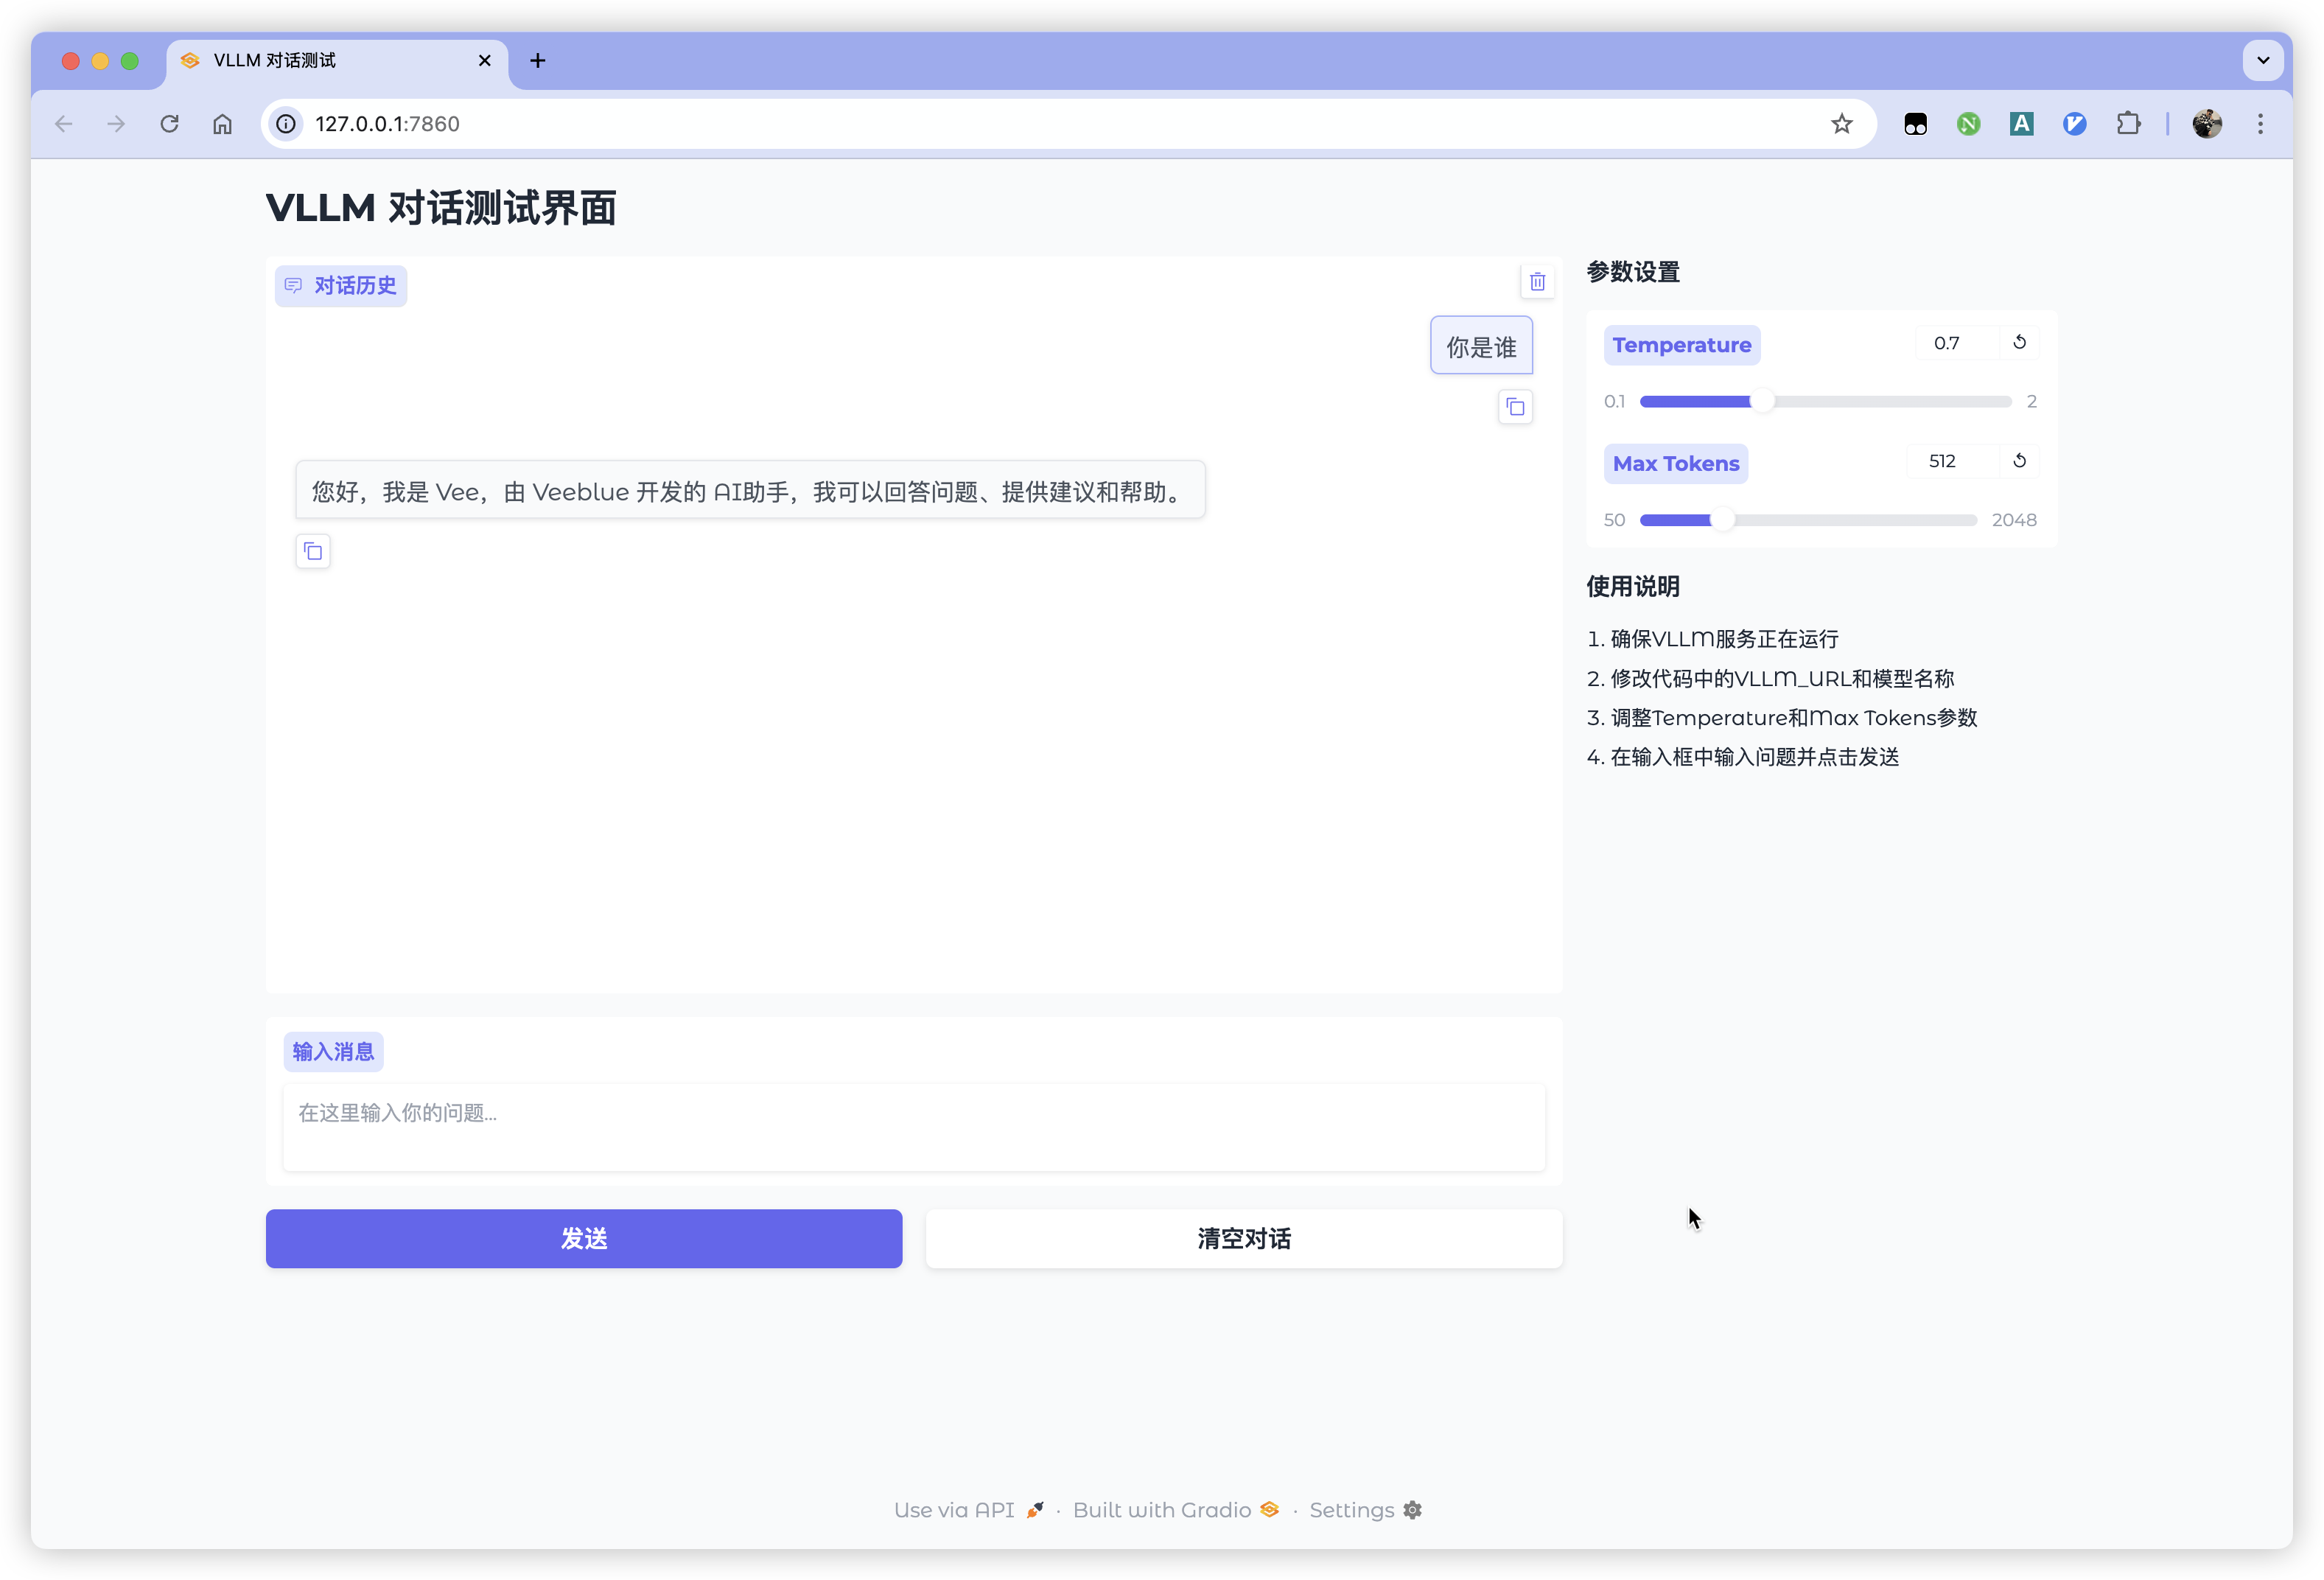 VLLM 对话测试
127.0.0.1:7860
VLLM 对话测试界面
对话历史
你是谁
您好，我是 Vee，由 Veeblue 开发的 AI助手，我可以回答问题、提供建议和帮助。
输入消息
在这里输入你的问题...
发送
清空对话
参数设置
Temperature
0.7
0.1
2
Max Tokens
512
50
2048
使用说明
1. 确保VLLM服务正在运行
2. 修改代码中的VLLM_URL和模型名称
3. 调整Temperature和Max Tokens参数
4. 在输入框中输入问题并点击发送
Use via API · Built with Gradio · Settings